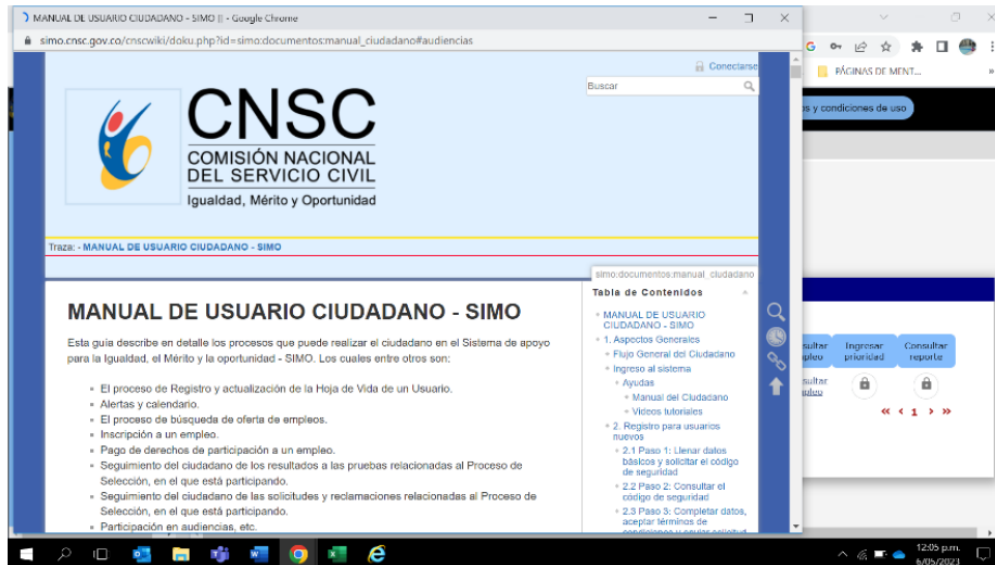 MANUAL DE USUARIO CIUDADANO - SIMO [] - Google Chrome
simo.cnsc.gov.co/cnscwiki/doku.php?id=simo:documentos:manual_ciudadano#audiencias
PÁGINAS DE MENT...
s y condiciones de uso
Conectarse
Buscar
CNSC
COMISIÓN NACIONAL
DEL SERVICIO CIVIL
Igualdad, Mérito y Oportunidad
Traza: - MANUAL DE USUARIO CIUDADANO - SIMO
simo:documentos:manual_ciudadano
MANUAL DE USUARIO CIUDADANO - SIMO
Esta guía describe en detalle los procesos que puede realizar el ciudadano en el Sistema de apoyo
para la Igualdad, el Mérito y la oportunidad - SIMO. Los cuales entre otros son:
El proceso de Registro y actualización de la Hoja de Vida de un Usuario.
Alertas y calendario.
El proceso de búsqueda de oferta de empleos.
Inscripción a un empleo.
Pago de derechos de participación a un empleo.
Seguimiento del ciudadano de los resultados a las pruebas relacionadas al Proceso de
Selección, en el que está participando.
Seguimiento del ciudadano de las solicitudes y reclamaciones relacionadas al Proceso de
Selección, en el que está participando.
Participación en audiencias, etc.
Tabla de Contenidos
MANUAL DE USUARIO
CIUDADANO - SIMO
1. Aspectos Generales
Flujo General del Ciudadano
Ingreso al sistema
Ayudas
Manual del Ciudadano
Videos tutoriales
2. Registro para usuarios
nuevos
2.1 Paso 1: Llenar datos
básicos y solicitar el código
de seguridad
2.2 Paso 2: Consultar el
código de seguridad
2.3 Paso 3: Completar datos,
aceptar términos de
condiciones y enviar solicitud
sultar
pleo
Ingresar
prioridad
Consultar
reporte
sultar
pleo
« ‹ 1 › »
12:05 p.m.
6/05/2023